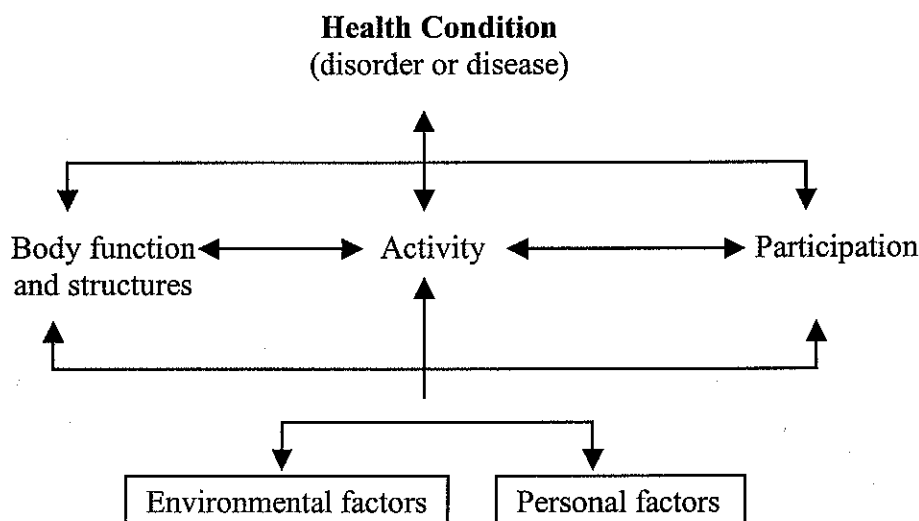 Health Condition
(disorder or disease)
Body function
and structures
Activity
Participation
Environmental factors
Personal factors